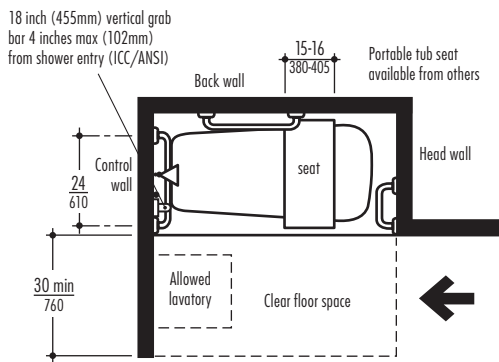 18 inch (455mm) vertical grab
bar 4 inches max (102mm)
from shower entry (ICC/ANSI)
15-16
380-405
Portable tub seat
available from others
Back wall
Control
wall
seat
Head wall
24
610
30 min
760
Allowed
lavatory
Clear floor space